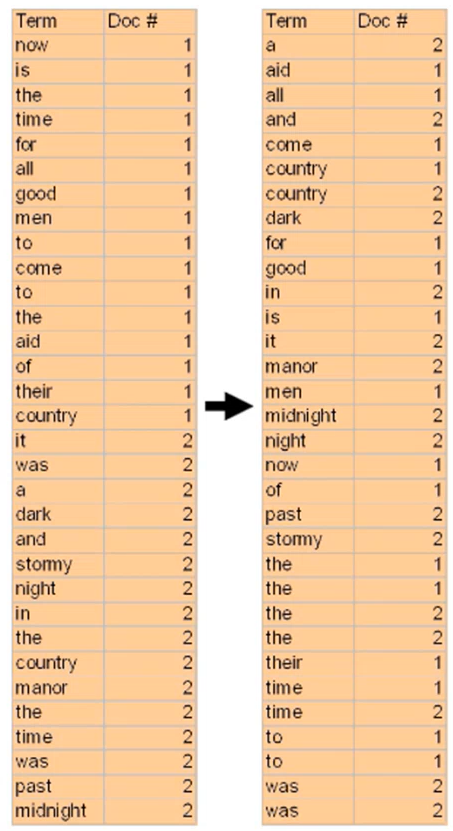 Term Doc #
now 1
is 1
the 1
time 1
for 1
all 1
good 1
men 1
to 1
come 1
to 1
the 1
aid 1
of 1
their 1
country 1
it 2
was 2
a 2
dark 2
and 2
stormy 2
night 2
in 2
the 2
country 2
manor 2
the 2
time 2
was 2
past 2
midnight 2
Term Doc #
a 2
aid 1
all 1
and 2
come 1
country 1
country 2
dark 2
for 1
good 1
in 2
is 1
it 2
manor 2
men 1
midnight 2
night 2
now 1
of 1
past 2
stormy 2
the 1
the 1
the 2
the 2
their 1
time 1
time 2
to 1
to 1
was 2
was 2